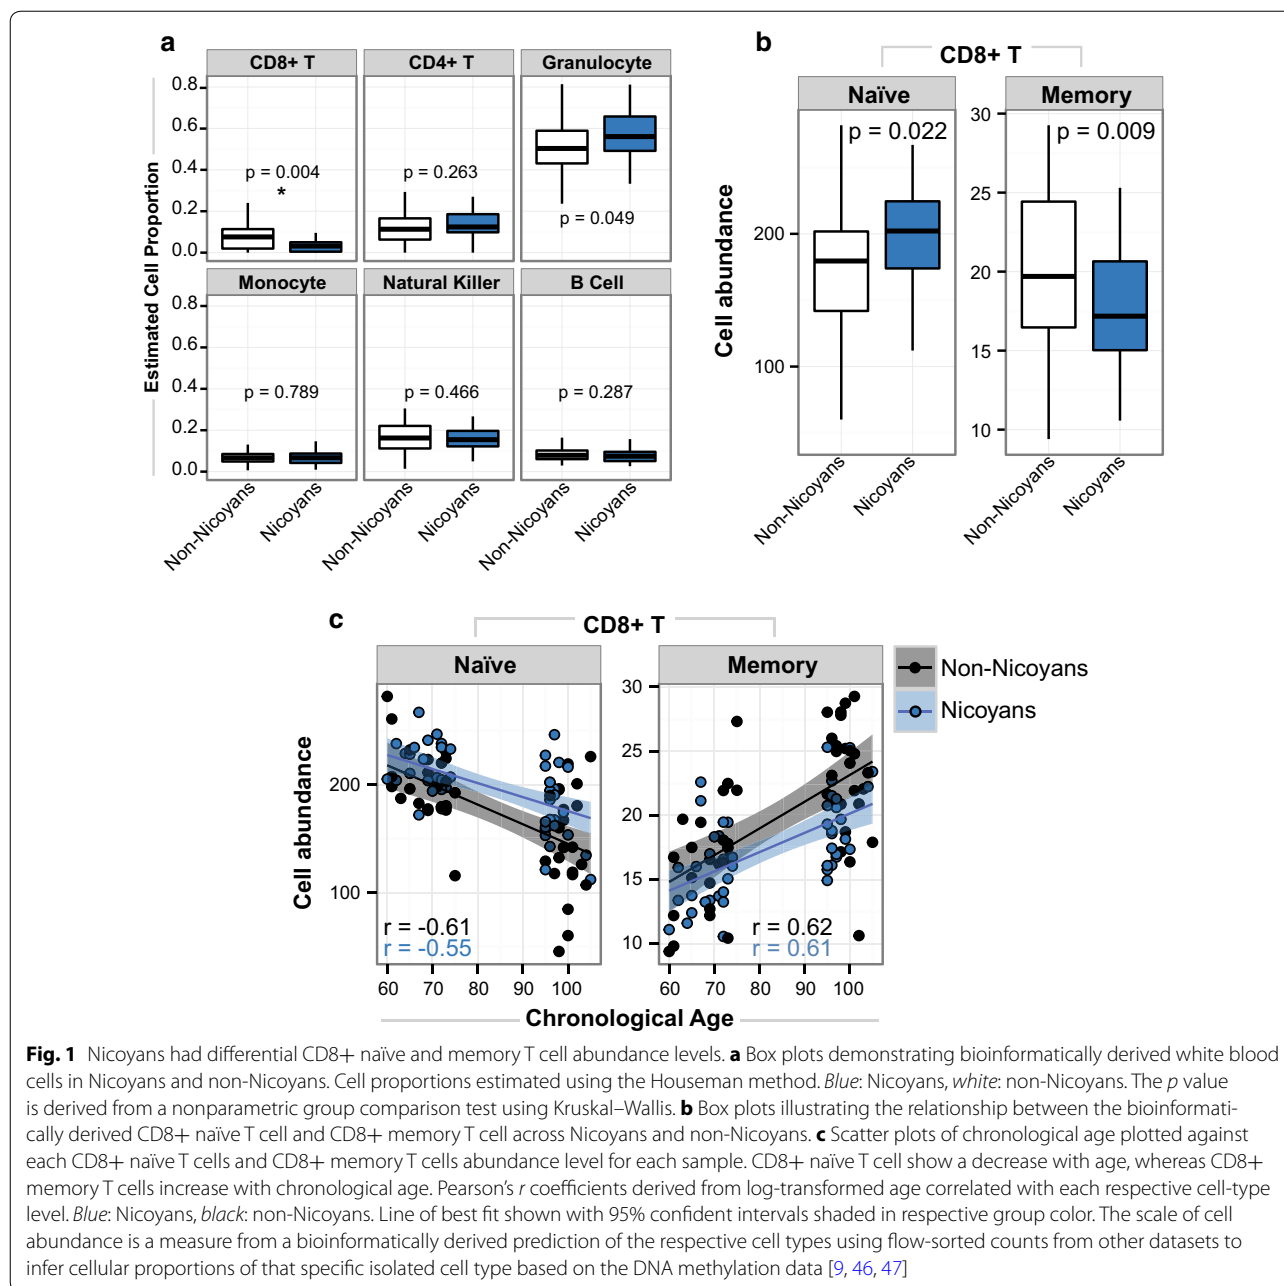 a
CD8+ T
CD4+ T
Granulocyte
Estimated Cell Proportion
0.8
0.6
0.4
0.2
0.0
p = 0.004
*
p = 0.263
p = 0.049
Monocyte
Natural Killer
B Cell
0.8
0.6
0.4
0.2
0.0
p = 0.789
p = 0.466
p = 0.287
Non-Nicoyans
Nicoyans
Non-Nicoyans
Nicoyans
Non-Nicoyans
Nicoyans
b
CD8+ T
Naïve
Memory
Cell abundance
200
100
p = 0.022
30
25
20
15
10
p = 0.009
Non-Nicoyans
Nicoyans
Non-Nicoyans
Nicoyans
c
CD8+ T
Naïve
Memory
Cell abundance
200
100
r = -0.61
r = -0.55
30
25
20
15
10
r = 0.62
r = 0.61
60 70 80 90 100
60 70 80 90 100
Chronological Age
Non-Nicoyans
Nicoyans
Fig. 1 Nicoyans had differential CD8+ naïve and memory T cell abundance levels. a Box plots demonstrating bioinformatically derived white blood
cells in Nicoyans and non-Nicoyans. Cell proportions estimated using the Houseman method. Blue: Nicoyans, white: non-Nicoyans. The p value
is derived from a nonparametric group comparison test using Kruskal–Wallis. b Box plots illustrating the relationship between the bioinformati-
cally derived CD8+ naïve T cell and CD8+ memory T cell across Nicoyans and non-Nicoyans. c Scatter plots of chronological age plotted against
each CD8+ naïve T cells and CD8+ memory T cells abundance level for each sample. CD8+ naïve T cell show a decrease with age, whereas CD8+
memory T cells increase with chronological age. Pearson's r coefficients derived from log-transformed age correlated with each respective cell-type
level. Blue: Nicoyans, black: non-Nicoyans. Line of best fit shown with 95% confident intervals shaded in respective group color. The scale of cell
abundance is a measure from a bioinformatically derived prediction of the respective cell types using flow-sorted counts from other datasets to
infer cellular proportions of that specific isolated cell type based on the DNA methylation data [9, 46, 47]